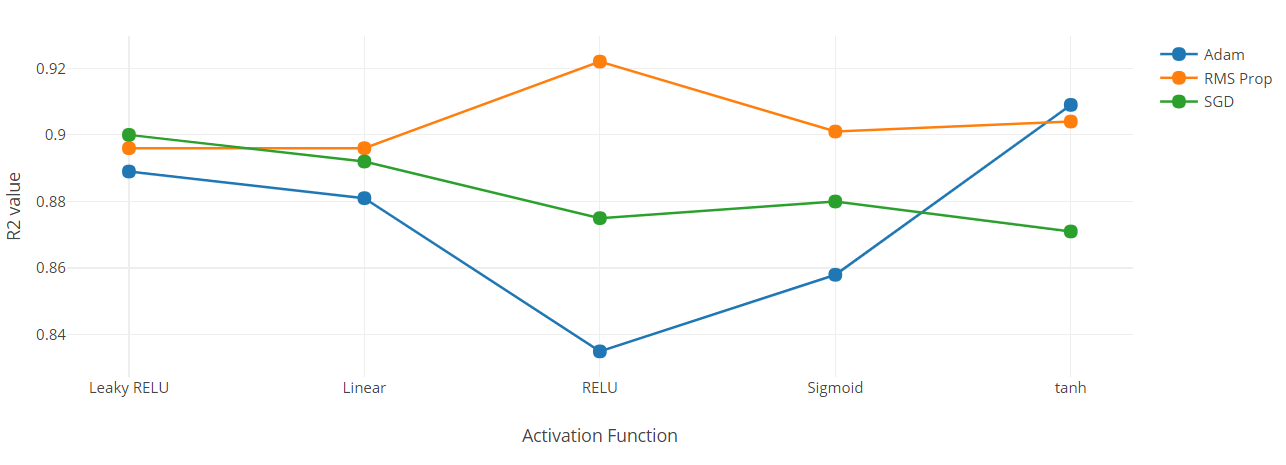 Adam
RMS Prop
SGD
0.92
0.9
0.88
0.86
0.84
R2 value
Leaky RELU
Linear
RELU
Sigmoid
tanh
Activation Function